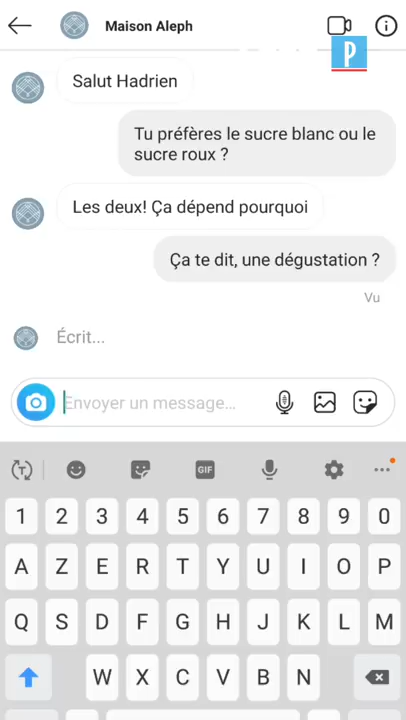 Maison Aleph
P
Salut Hadrien
Tu préfères le sucre blanc ou le
sucre roux ?
Les deux! Ça dépend pourquoi
Ça te dit, une dégustation ?
Vu
Écrit...
Envoyer un message...
T GIF
1 2 3 4 5 6 7 8 9 0
A Z E R T Y U I O P
Q S D F G H J K L M
W X C V B N